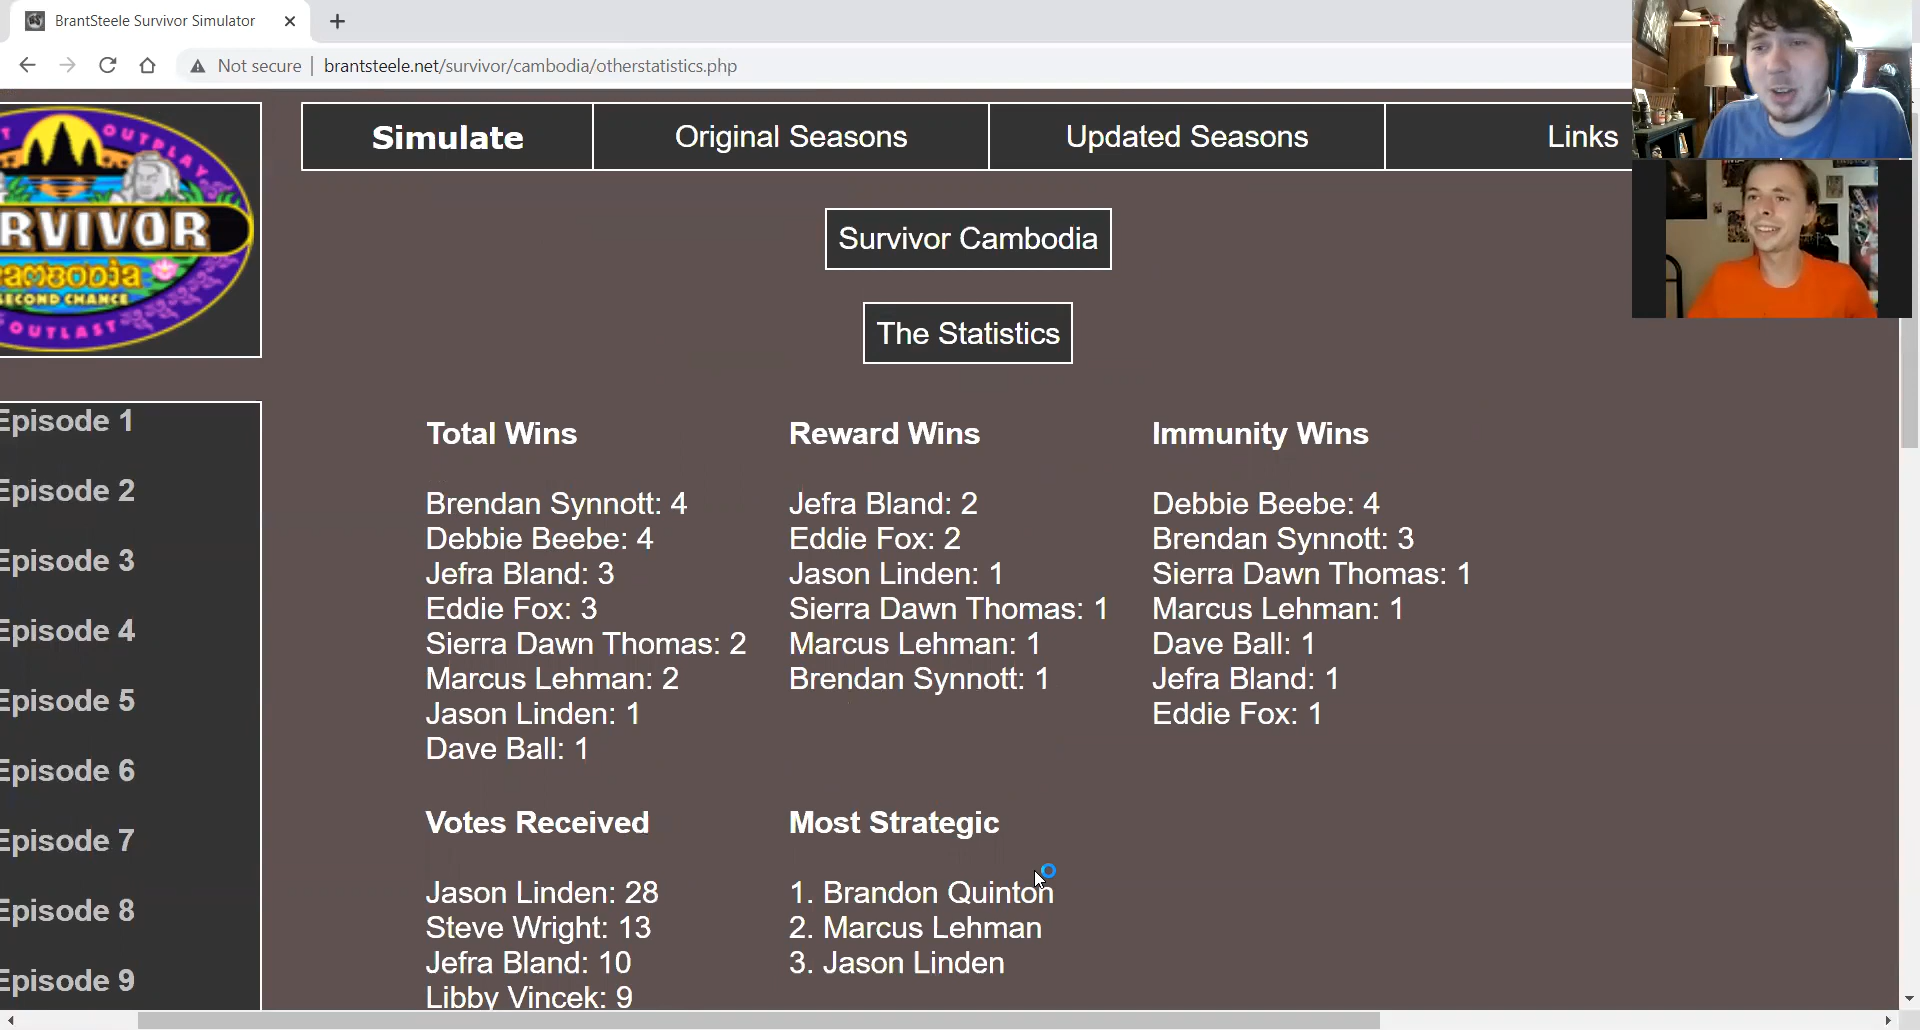 BrantSteele Survivor Simulator
Not secure | brantsteele.net/survivor/cambodia/otherstatistics.php
OUTPLAY
RVIVOR
cambodia
SECOND CHANCE
OUTLAST
Simulate
Original Seasons
Updated Seasons
Links
Survivor Cambodia
The Statistics
Episode 1
Episode 2
Episode 3
Episode 4
Episode 5
Episode 6
Episode 7
Episode 8
Episode 9
Total Wins
Brendan Synnott: 4
Debbie Beebe: 4
Jefra Bland: 3
Eddie Fox: 3
Sierra Dawn Thomas: 2
Marcus Lehman: 2
Jason Linden: 1
Dave Ball: 1
Reward Wins
Jefra Bland: 2
Eddie Fox: 2
Jason Linden: 1
Sierra Dawn Thomas: 1
Marcus Lehman: 1
Brendan Synnott: 1
Immunity Wins
Debbie Beebe: 4
Brendan Synnott: 3
Sierra Dawn Thomas: 1
Marcus Lehman: 1
Dave Ball: 1
Jefra Bland: 1
Eddie Fox: 1
Votes Received
Jason Linden: 28
Steve Wright: 13
Jefra Bland: 10
Libby Vincek: 9
Most Strategic
1. Brandon Quinton
2. Marcus Lehman
3. Jason Linden